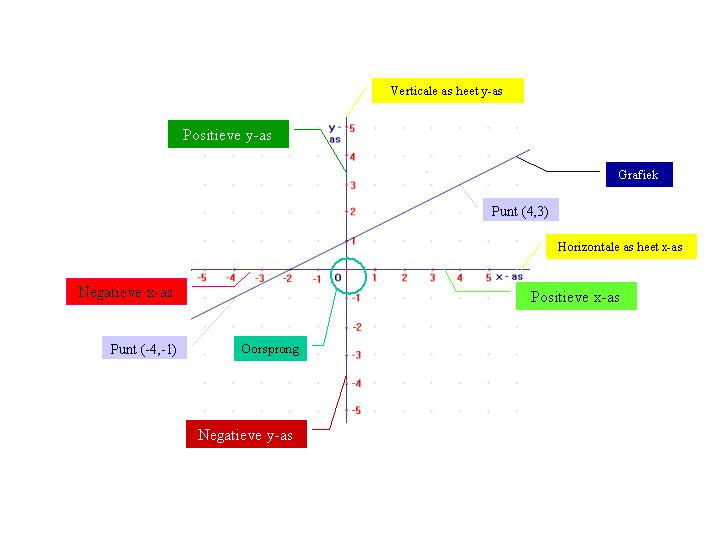 Verticale as heet y-as
Positieve y-as
y -
as
5
4
3
2
1
Grafiek
Punt (4,3)
Horizontale as heet x-as
-5 -4 -3 -2 -1 0 1 2 3 4 5 x - as
Negatieve x-as
Positieve x-as
-1
-2
-3
-4
-5
Punt (-4,-1)
Oorsprong
Negatieve y-as